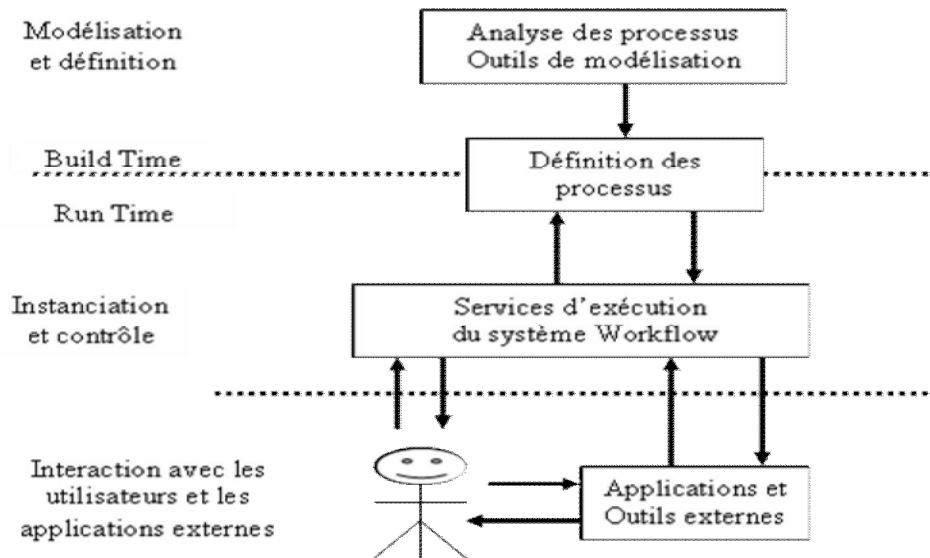 Modélisation
et définition
Analyse des processus
Outils de modélisation
Build Time
Définition des
processus
Run Time
Instanciation
et contrôle
Services d'exécution
du système Workflow
Interaction avec les
utilisateurs et les
applications externes
Applications et
Outils externes